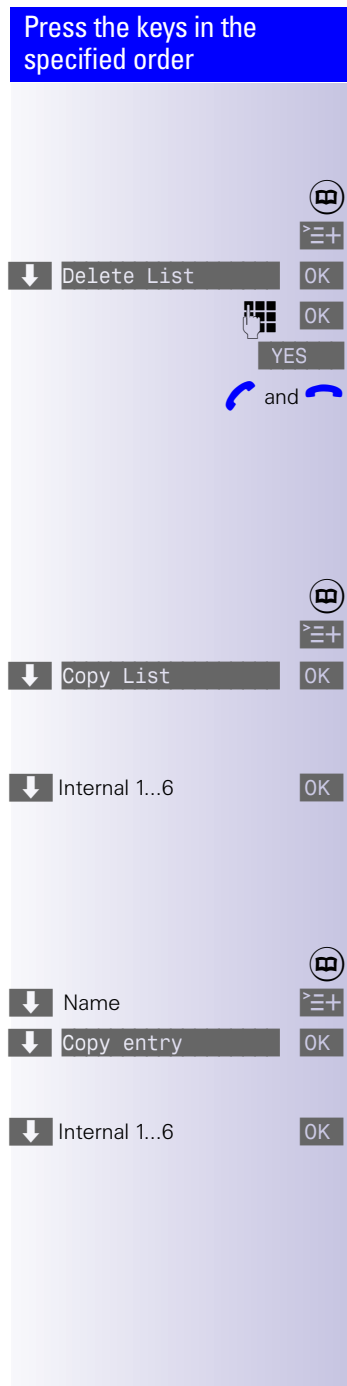 Press the keys in the
specified order
Delete List OK
OK
YES
and
Copy List OK
Internal 1...6 OK
Name
Copy entry OK
Internal 1...6 OK